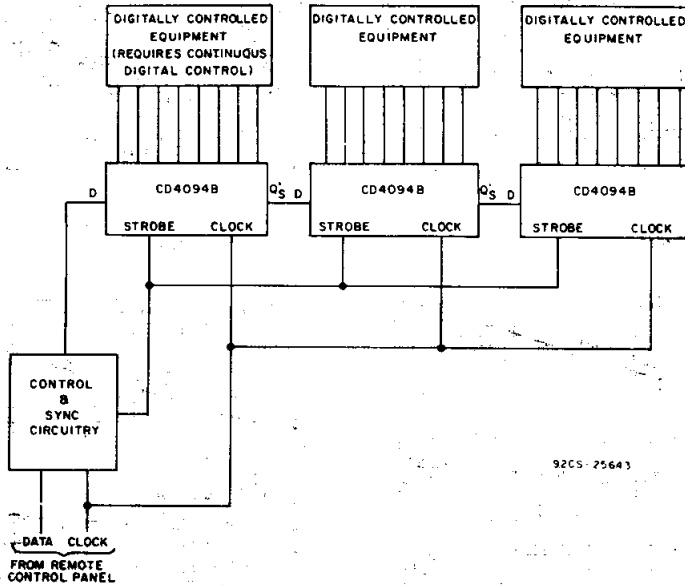 DIGITALLY CONTROLLED
EQUIPMENT
(REQUIRES CONTINUOUS
DIGITAL CONTROL)
DIGITALLY CONTROLLED
EQUIPMENT
DIGITALLY CONTROLLED
EQUIPMENT
D
CD4094B
STROBE CLOCK
Q'S D
CD4094B
STROBE CLOCK
Q'S D
CD4094B
STROBE CLOCK
CONTROL
&
SYNC
CIRCUITRY
92CS-25643
DATA CLOCK
FROM REMOTE
CONTROL PANEL